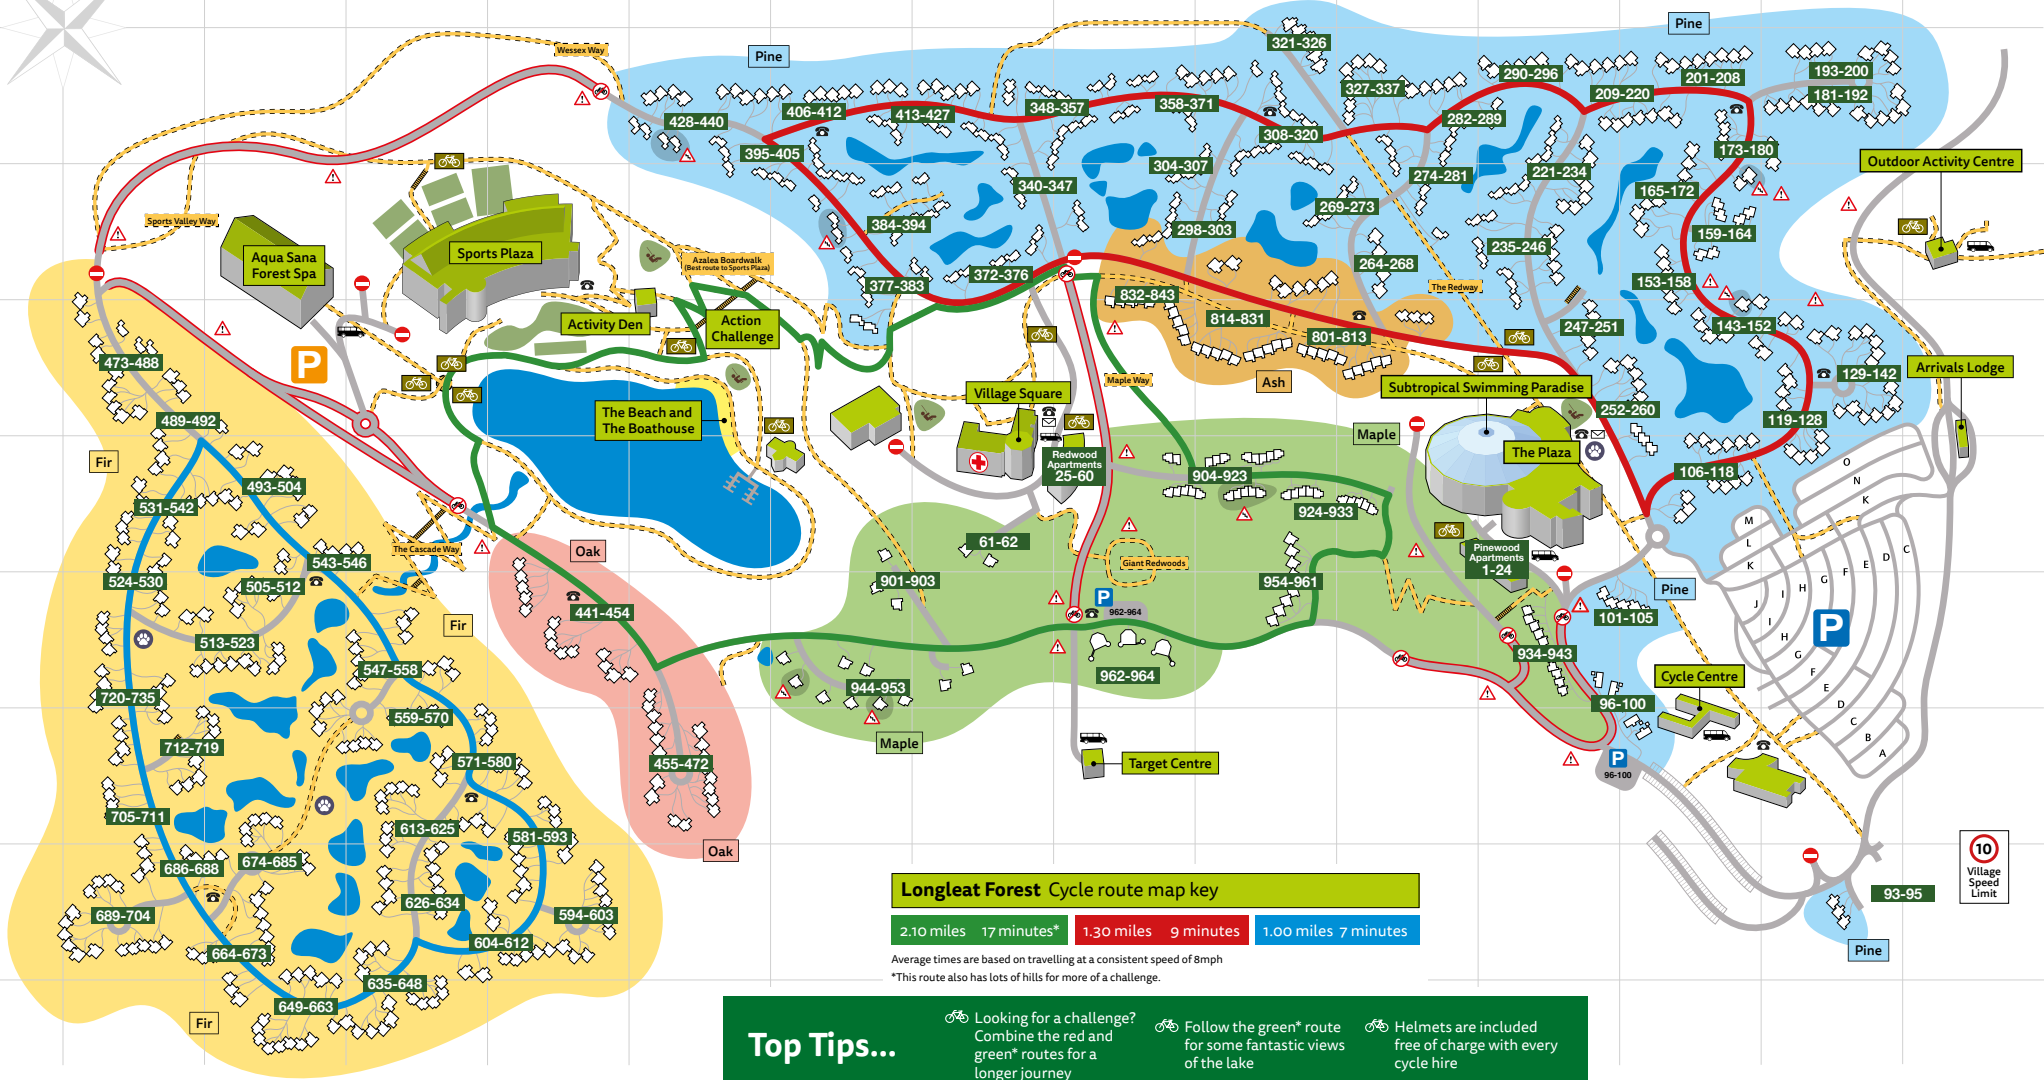 Pine
Pine
Wessex Way
321-326
327-337
290-296
201-208
193-200
181-192
209-220
282-289
428-440
406-412
413-427
348-357
358-371
308-320
395-405
304-307
274-281
221-234
173-180
165-172
Outdoor Activity Centre
340-347
384-394
298-303
269-273
235-246
159-164
264-268
153-158
Sports Valley Way
Aqua Sana
Forest Spa
Sports Plaza
Azalea Boardwalk
(Best route to Sports Plaza)
377-383
372-376
832-843
814-831
801-813
The Redway
247-251
143-152
129-142
119-128
Arrivals Lodge
Activity Den
Action
Challenge
P
473-488
489-492
Fir
The Beach and
The Boathouse
Village Square
Maple Way
Ash
Subtropical Swimming Paradise
252-260
Maple
The Plaza
106-118
Redwood
Apartments
25-60
904-923
924-933
493-504
531-542
The Cascade Way
Oak
61-62
Giant Redwoods
Pinewood
Apartments
1-24
O
N
K
M
L
K
J
I
H
G
F
E
D
C
I
H
G
F
E
D
C
B
A
P
543-546
505-512
524-530
513-523
441-454
901-903
954-961
P
962-964
Pine
101-105
Fir
547-558
720-735
559-570
712-719
571-580
944-953
962-964
934-943
96-100
Cycle Centre
Maple
Target Centre
P
96-100
455-472
705-711
613-625
581-593
Oak
686-688
674-685
689-704
626-634
594-603
664-673
604-612
635-648
649-663
Fir
10
Village
Speed
Limit
93-95
Pine
Longleat Forest Cycle route map key
2.10 miles 17 minutes*
1.30 miles 9 minutes
1.00 miles 7 minutes
Average times are based on travelling at a consistent speed of 8mph
*This route also has lots of hills for more of a challenge.
Top Tips...
Looking for a challenge?
Combine the red and
green* routes for a
longer journey
Follow the green* route
for some fantastic views
of the lake
Helmets are included
free of charge with every
cycle hire